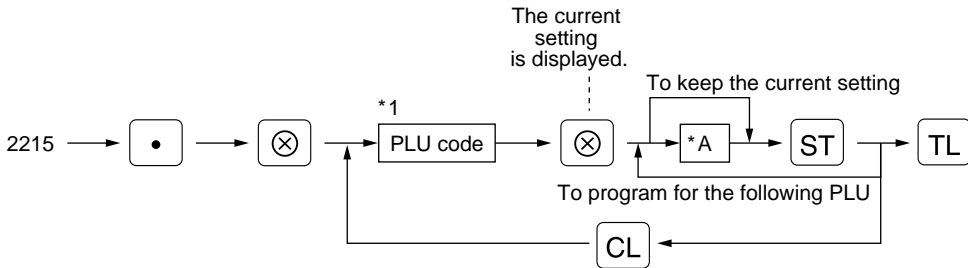 The current
setting
is displayed.
To keep the current setting
*1
2215
•
⊗
PLU code
⊗
*A
ST
TL
To program for the following PLU
CL